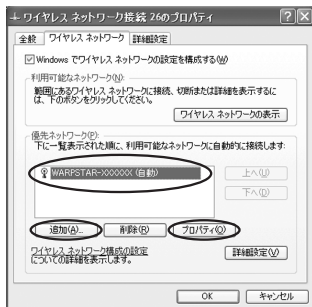 ワイヤレス ネットワーク接続 26のプロパティ
全般 ワイヤレス ネットワーク 詳細設定
Windows でワイヤレス ネットワークの設定を構成する(W)
利用可能なネットワーク(N):
範囲にあるワイヤレス ネットワークに接続、切断または詳細を表示するに
は、下のボタンをクリックしてください。
ワイヤレス ネットワークの表示
優先ネットワーク(P):
下に一覧表示された順に、利用可能なネットワークに自動的に接続します:
WARPSTAR-XXXXXX (自動)
上へ(U)
下へ(D)
追加(A)... 削除(R) プロパティ(O)
ワイヤレス ネットワーク構成の設定
についての詳細を表示します。
詳細設定(V)
OK キャンセル